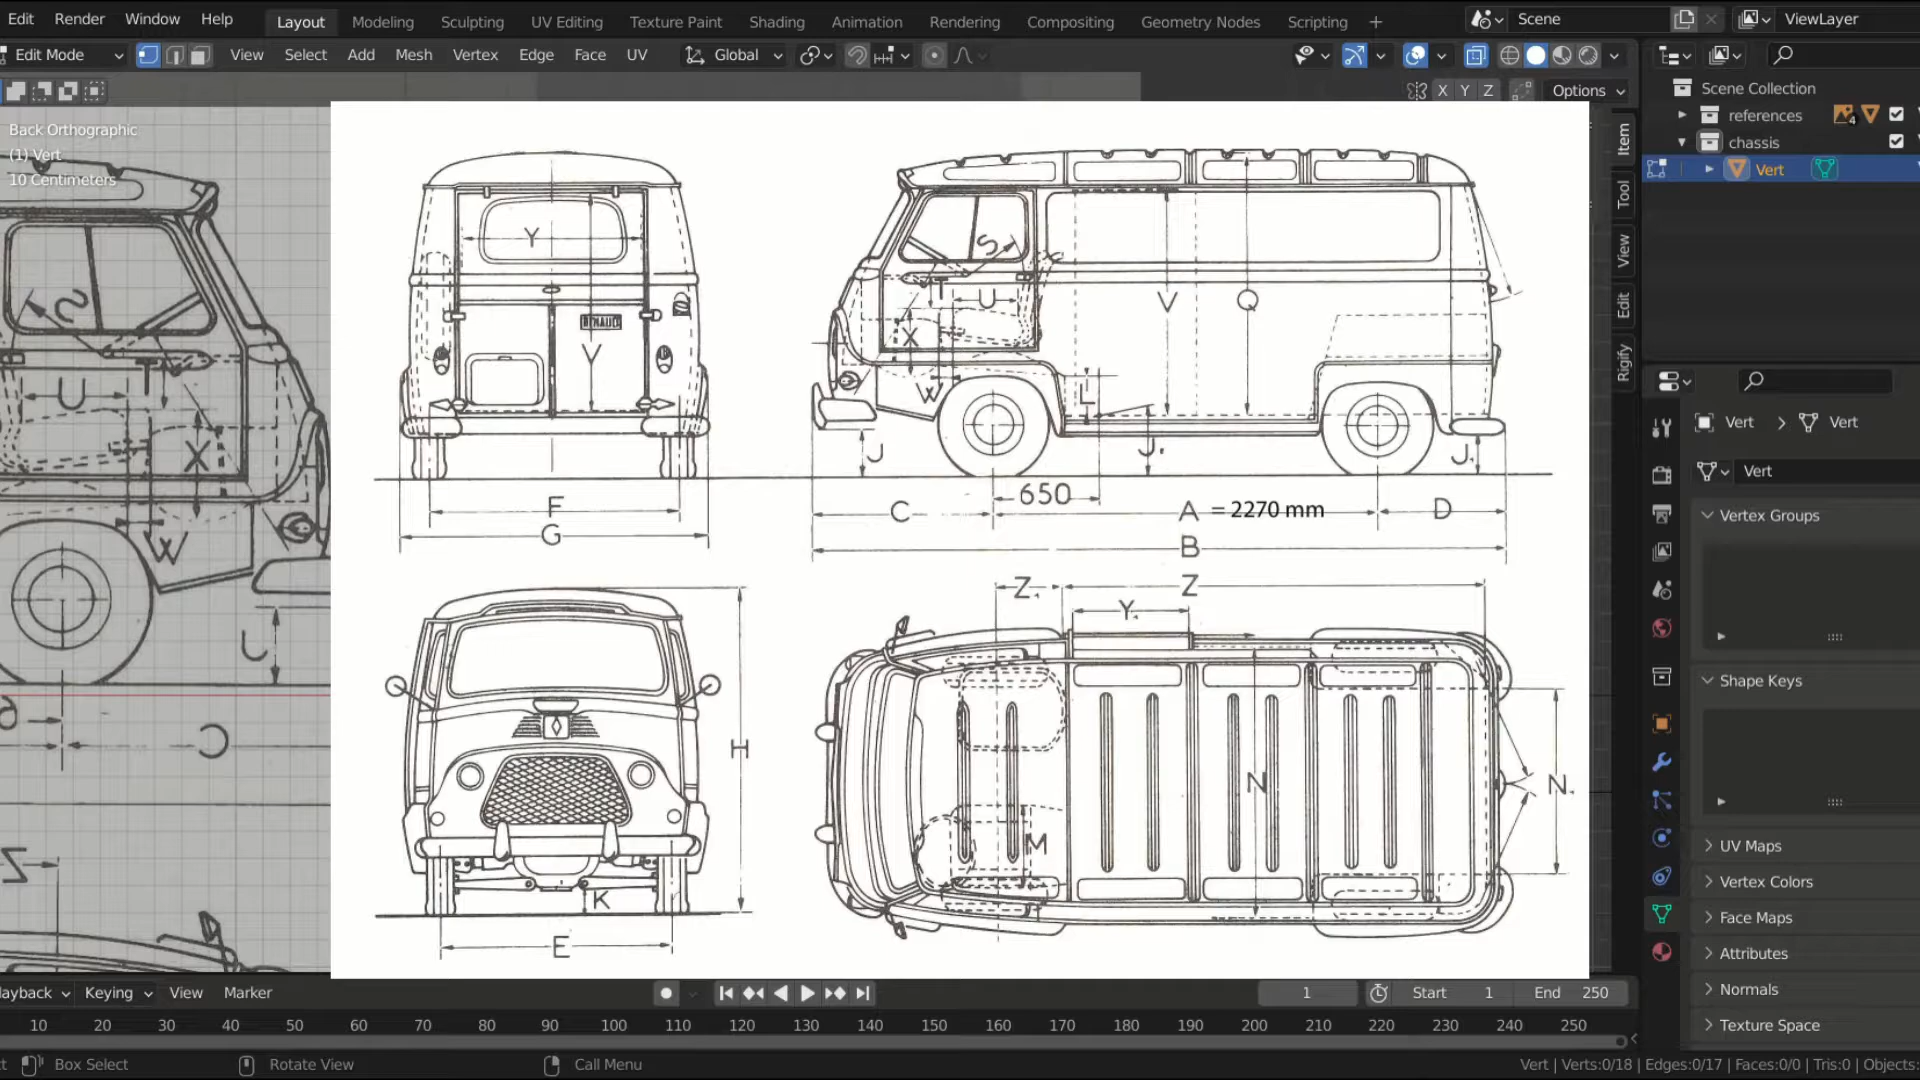 Edit Render Window Help Layout Modeling Sculpting UV Editing Texture Paint Shading Animation Rendering Compositing Geometry Nodes Scripting + Scene ViewLayer
Edit Mode View Select Add Mesh Vertex Edge Face UV Global
X Y Z Options
Scene Collection
references 4
chassis
Vert
Back Orthographic
(1) Vert
10 Centimeters
Item
Tool
View
Edit
Rigify
Y
V
RENAULT
F
G
S
T
U
X
W
V
Q
L
J
J.
J.
650
C
A = 2270 mm
D
B
H
K
E
Z.
Z
Y.
N
N.
M
S
T
U
X
W
J
C
Z
Vert > Vert
Vert
Vertex Groups
Shape Keys
UV Maps
Vertex Colors
Face Maps
Attributes
Normals
Texture Space
layback Keying View Marker 1 Start 1 End 250
10 20 30 40 50 60 70 80 90 100 110 120 130 140 150 160 170 180 190 200 210 220 230 240 250
Box Select Rotate View Call Menu Vert | Verts:0/18 | Edges:0/17 | Faces:0/0 | Tris:0 | Objects: